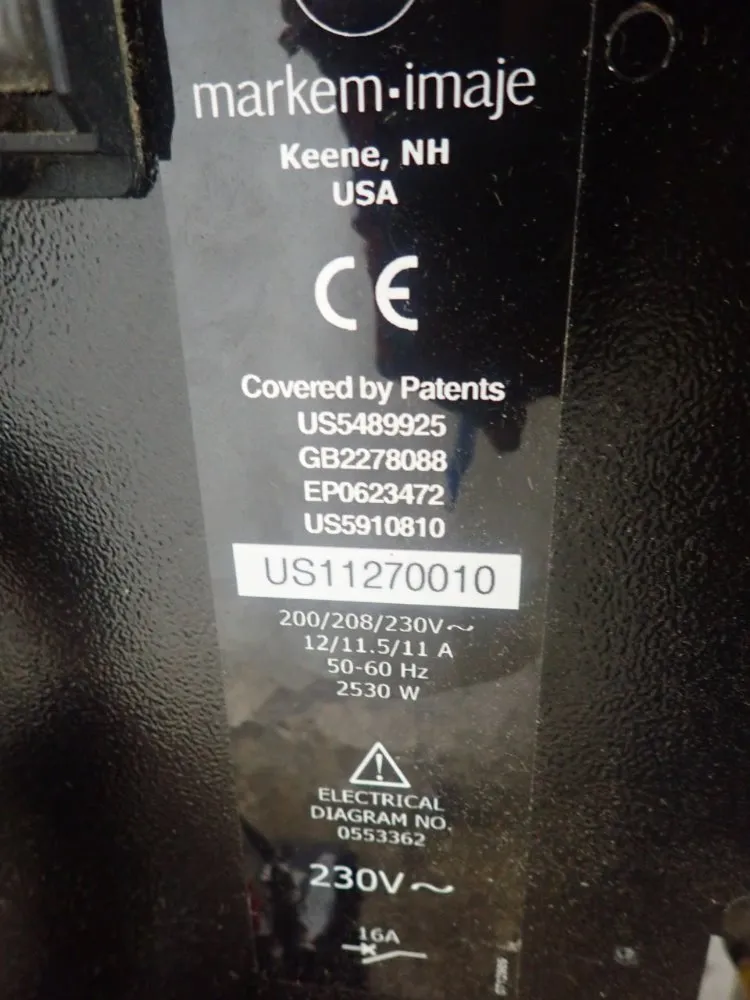 markem-imaje
Keene, NH
USA
CE
Covered by Patents
US5489925
GB2278088
EP0623472
US5910810
US11270010
200/208/230V~
12/11.5/11 A
50-60 Hz
2530 W
ELECTRICAL
DIAGRAM NO.
0553362
230V~
16A